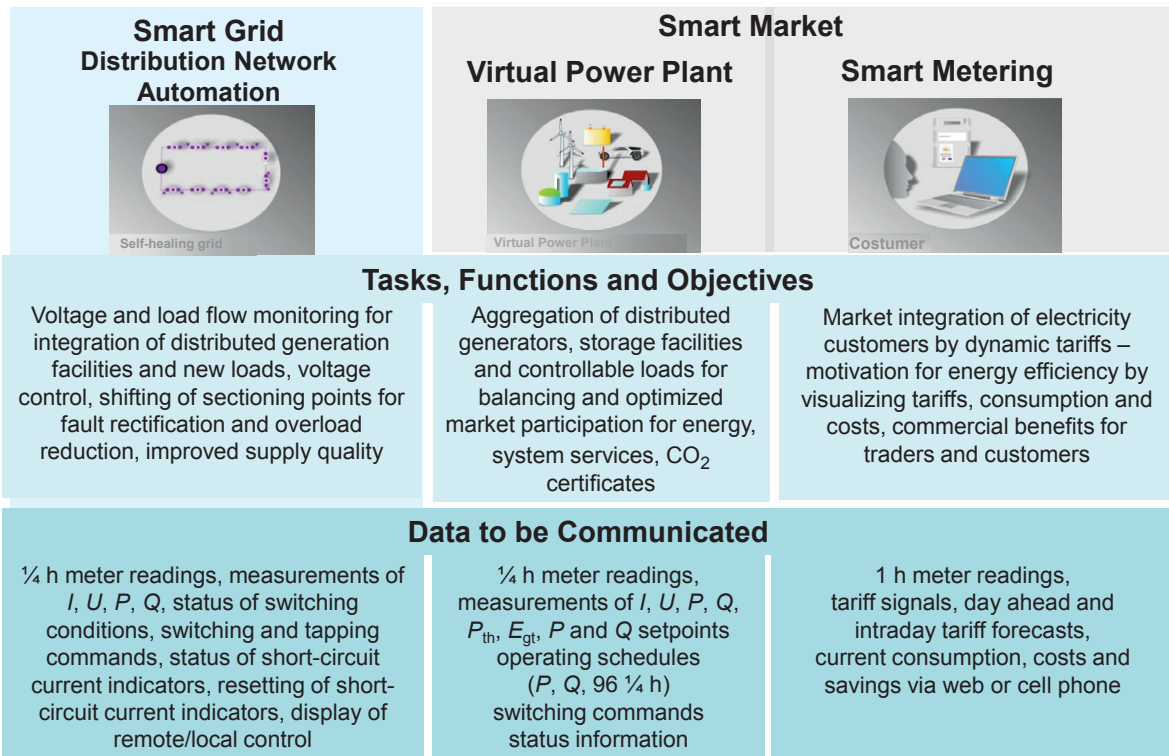 Smart Grid
Distribution Network
Automation
Self-healing grid
Smart Market
Virtual Power Plant
Virtual Power Plant
Smart Metering
Costumer
Tasks, Functions and Objectives
Voltage and load flow monitoring for
integration of distributed generation
facilities and new loads, voltage
control, shifting of sectioning points for
fault rectification and overload
reduction, improved supply quality
Aggregation of distributed
generators, storage facilities
and controllable loads for
balancing and optimized
market participation for energy,
system services, CO₂
certificates
Market integration of electricity
customers by dynamic tariffs –
motivation for energy efficiency by
visualizing tariffs, consumption and
costs, commercial benefits for
traders and customers
Data to be Communicated
¼ h meter readings, measurements of
I, U, P, Q, status of switching
conditions, switching and tapping
commands, status of short-circuit
current indicators, resetting of short-
circuit current indicators, display of
remote/local control
¼ h meter readings,
measurements of I, U, P, Q,
Pth, Egt, P and Q setpoints
operating schedules
(P, Q, 96 ¼ h)
switching commands
status information
1 h meter readings,
tariff signals, day ahead and
intraday tariff forecasts,
current consumption, costs and
savings via web or cell phone